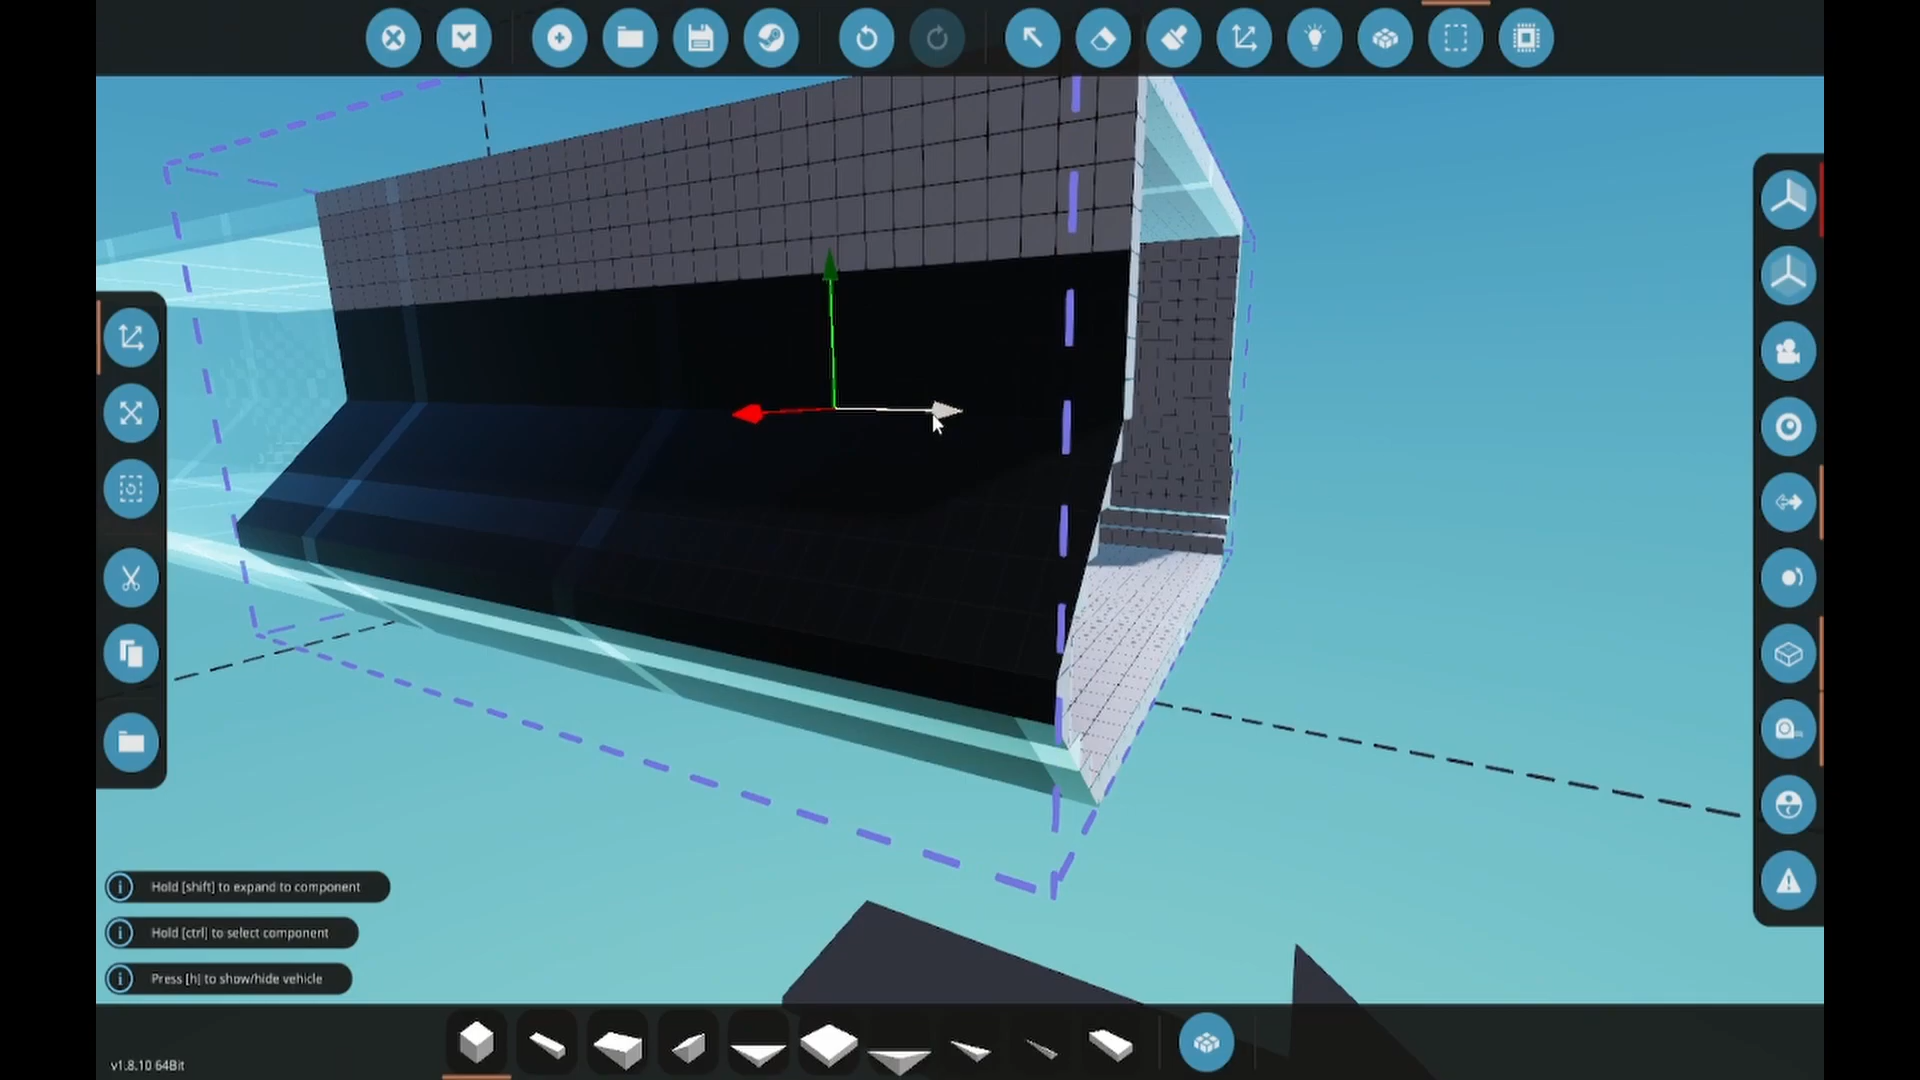 Hold [shift] to expand to component
Hold [ctrl] to select component
Press [h] to show/hide vehicle
v1.8.10 64Bit